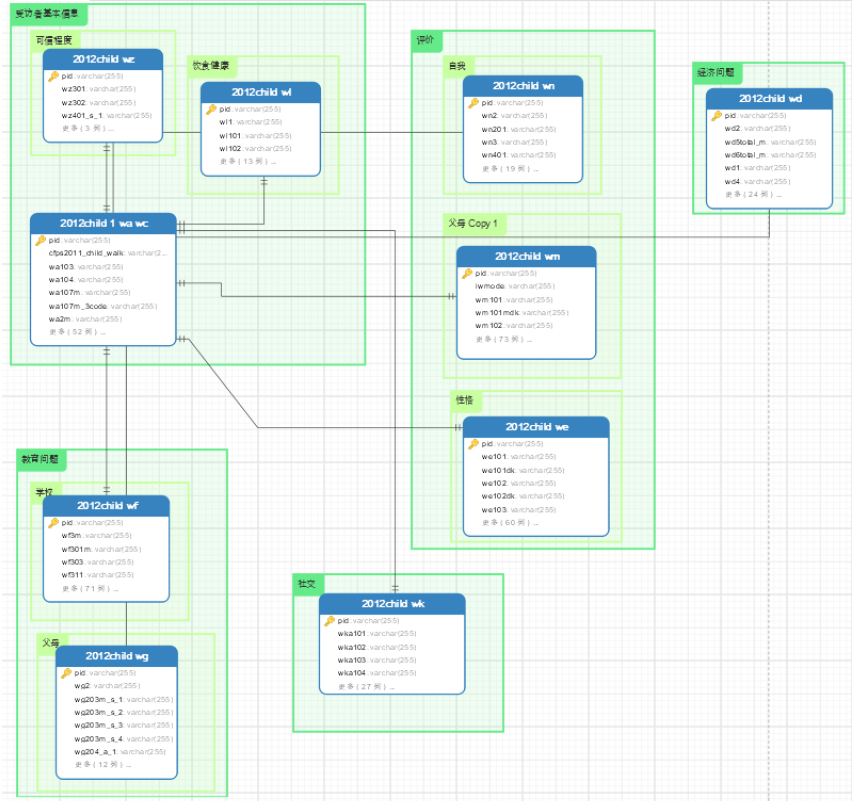 受访者基本信息
可信程度
2012child wz
pid: varchar(255)
wz301: varchar(255)
wz302: varchar(255)
wz401_s_1: varchar(255)
更多 ( 3 列 ) ...
饮食健康
2012child wl
pid: varchar(255)
wl1: varchar(255)
wl101: varchar(255)
wl102: varchar(255)
更多 ( 13 列 ) ...
2012child 1 wa wc
pid: varchar(255)
cfps2011_child_walk: varchar(2...
wa103: varchar(255)
wa104: varchar(255)
wa107m: varchar(255)
wa107m_3code: varchar(255)
wa2m: varchar(255)
更多 ( 52 列 ) ...
评价
自我
2012child wn
pid: varchar(255)
wn2: varchar(255)
wn201: varchar(255)
wn3: varchar(255)
wn401: varchar(255)
更多 ( 19 列 ) ...
父母 Copy 1
2012child wm
pid: varchar(255)
iwmode: varchar(255)
wm101: varchar(255)
wm101mdk: varchar(255)
wm102: varchar(255)
更多 ( 73 列 ) ...
性格
2012child we
pid: varchar(255)
we101: varchar(255)
we101dk: varchar(255)
we102: varchar(255)
we102dk: varchar(255)
we103: varchar(255)
更多 ( 60 列 ) ...
经济问题
2012child wd
pid: varchar(255)
wd2: varchar(255)
wd5total_m: varchar(255)
wd6total_m: varchar(255)
wd1: varchar(255)
wd4: varchar(255)
更多 ( 24 列 ) ...
教育问题
学校
2012child wf
pid: varchar(255)
wf3m: varchar(255)
wf301m: varchar(255)
wf303: varchar(255)
wf311: varchar(255)
更多 ( 71 列 ) ...
父母
2012child wg
pid: varchar(255)
wg2: varchar(255)
wg203m_s_1: varchar(255)
wg203m_s_2: varchar(255)
wg203m_s_3: varchar(255)
wg203m_s_4: varchar(255)
wg204_a_1: varchar(255)
更多 ( 12 列 ) ...
社交
2012child wk
pid: varchar(255)
wka101: varchar(255)
wka102: varchar(255)
wka103: varchar(255)
wka104: varchar(255)
更多 ( 27 列 ) ...